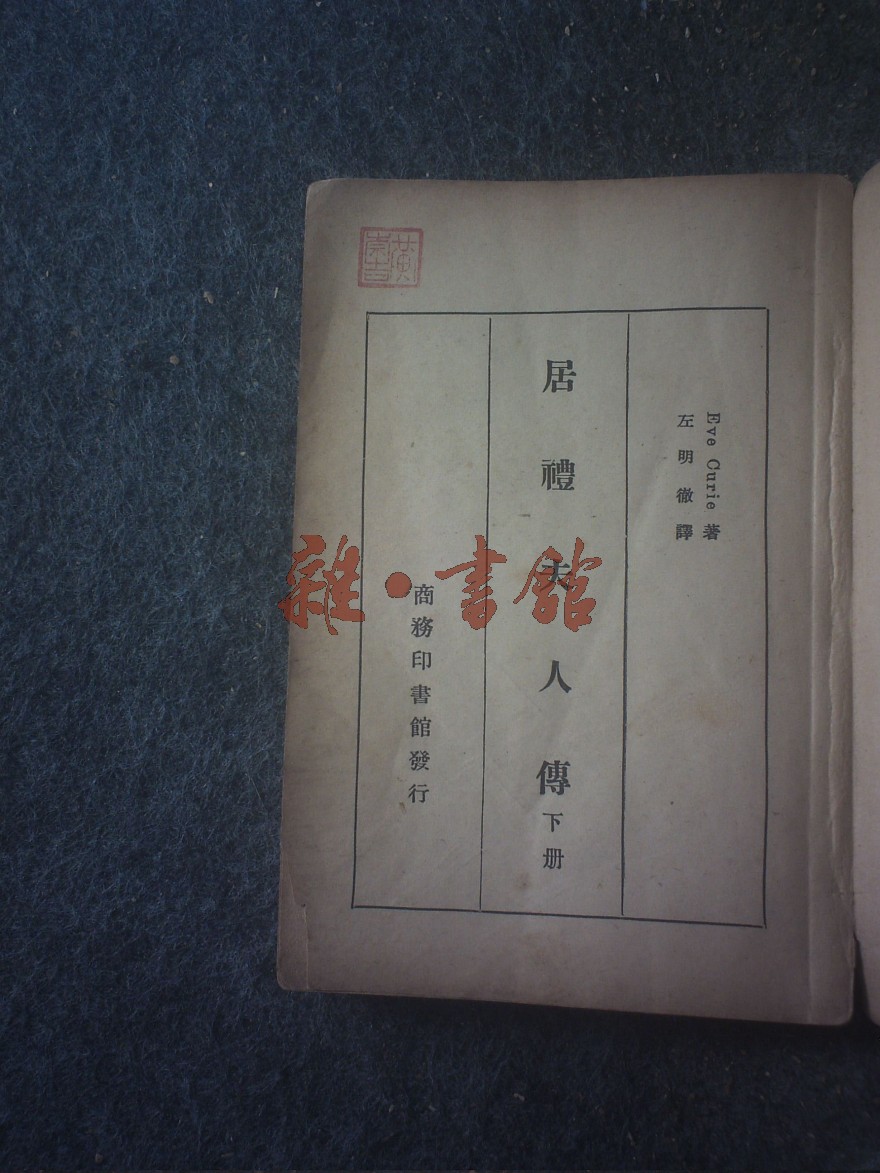 Eve Curie 著
左明徹譯
居禮夫人傳下册
商務印書館發行
雜·書館